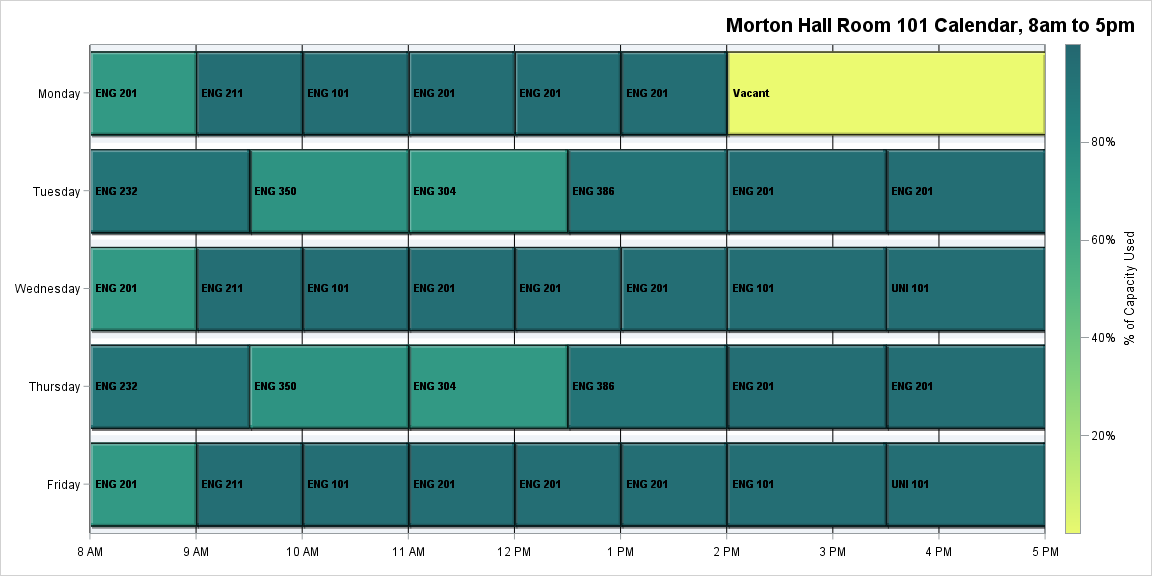 Morton Hall Room 101 Calendar, 8am to 5pm
Monday
ENG 201
ENG 211
ENG 101
ENG 201
ENG 201
ENG 201
Vacant
Tuesday
ENG 232
ENG 350
ENG 304
ENG 386
ENG 201
ENG 201
Wednesday
ENG 201
ENG 211
ENG 101
ENG 201
ENG 201
ENG 201
ENG 101
UNI 101
Thursday
ENG 232
ENG 350
ENG 304
ENG 386
ENG 201
ENG 201
Friday
ENG 201
ENG 211
ENG 101
ENG 201
ENG 201
ENG 201
ENG 101
UNI 101
8 AM
9 AM
10 AM
11 AM
12 PM
1 PM
2 PM
3 PM
4 PM
5 PM
80%
60%
40%
20%
% of Capacity Used